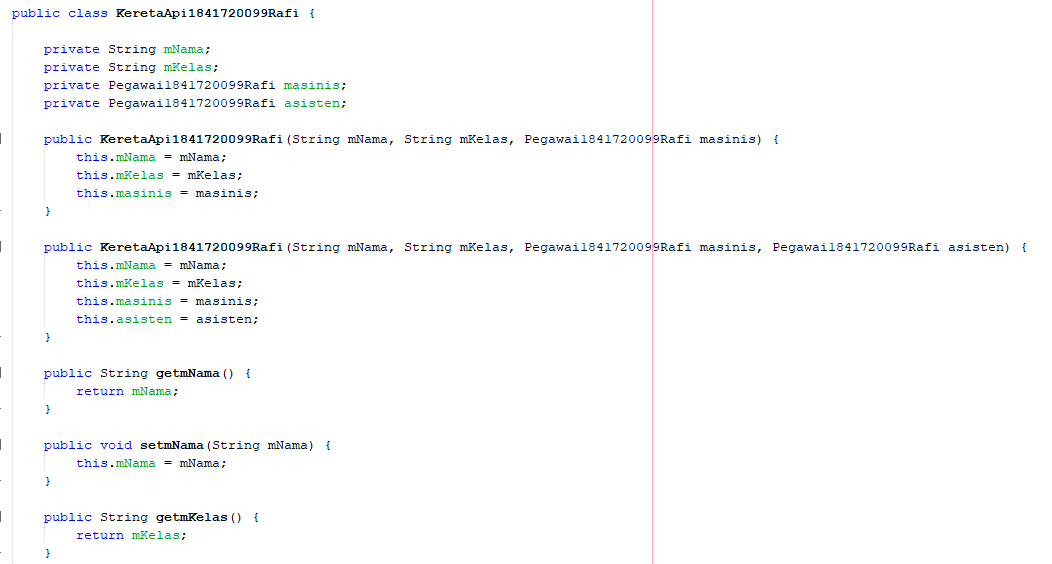 public class KeretaApi1841720099Rafi {
private String mNama;
private String mKelas;
private Pegawai1841720099Rafi masinis;
private Pegawai1841720099Rafi asisten;
public KeretaApi1841720099Rafi(String mNama, String mKelas, Pegawai1841720099Rafi masinis) {
this.mNama = mNama;
this.mKelas = mKelas;
this.masinis = masinis;
}
public KeretaApi1841720099Rafi(String mNama, String mKelas, Pegawai1841720099Rafi masinis, Pegawai1841720099Rafi asisten) {
this.mNama = mNama;
this.mKelas = mKelas;
this.masinis = masinis;
this.asisten = asisten;
}
public String getmNama() {
return mNama;
}
public void setmNama(String mNama) {
this.mNama = mNama;
}
public String getmKelas() {
return mKelas;
}